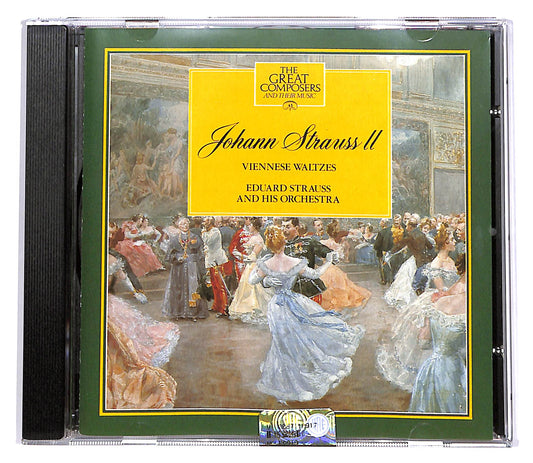 THE
GREAT
COMPOSERS
AND THEIR MUSIC
Johann Strauss II
VIENNESE WALTZES
EDUARD STRAUSS
AND HIS ORCHESTRA